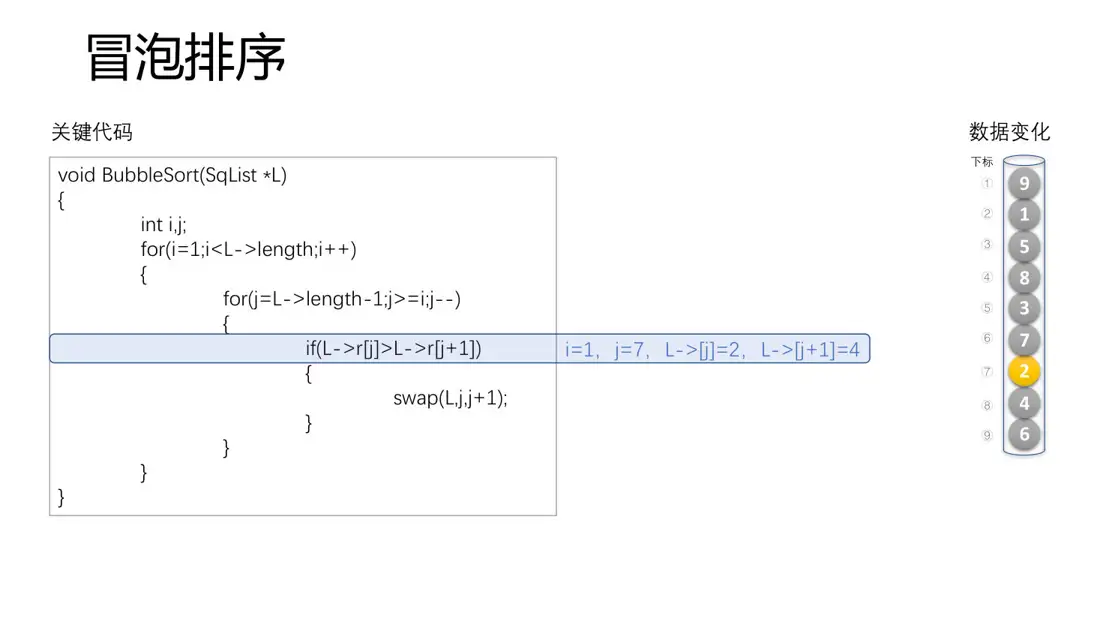 冒泡排序
关键代码
void BubbleSort(SqList *L)
{
int i,j;
for(i=1;i<L->length;i++)
{
for(j=L->length-1;j>=i;j--)
{
if(L->r[j]>L->r[j+1])
i=1, j=7, L->[j]=2, L->[j+1]=4
{
swap(L,j,j+1);
}
}
}
}
数据变化
下标
① 9
② 1
③ 5
④ 8
⑤ 3
⑥ 7
⑦ 2
⑧ 4
⑨ 6